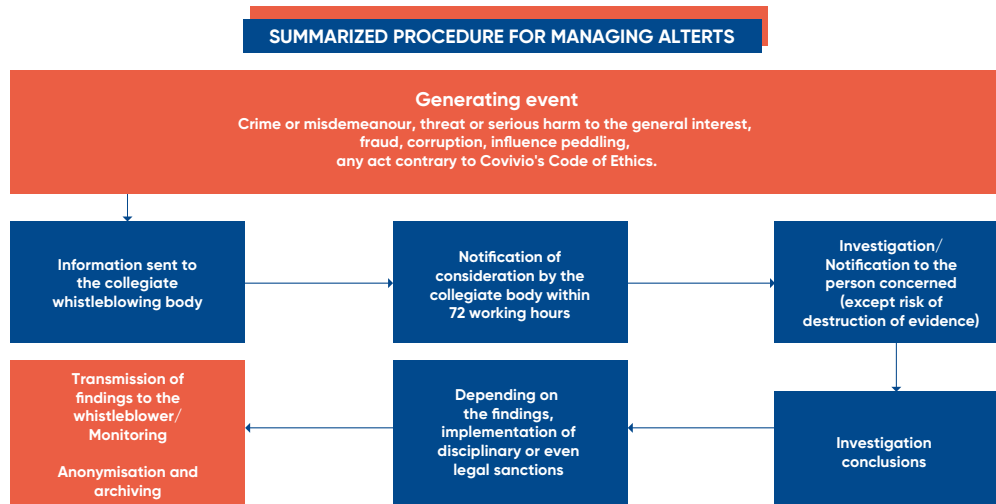 SUMMARIZED PROCEDURE FOR MANAGING ALTERTS
Generating event
Crime or misdemeanour, threat or serious harm to the general interest,
fraud, corruption, influence peddling,
any act contrary to Covivio's Code of Ethics.
Information sent to
the collegiate
whistleblowing body
Notification of
consideration by the
collegiate body within
72 working hours
Investigation/
Notification to the
person concerned
(except risk of
destruction of evidence)
Investigation
conclusions
Depending on
the findings,
implementation of
disciplinary or even
legal sanctions
Transmission of
findings to the
whistleblower/
Monitoring
Anonymisation and
archiving